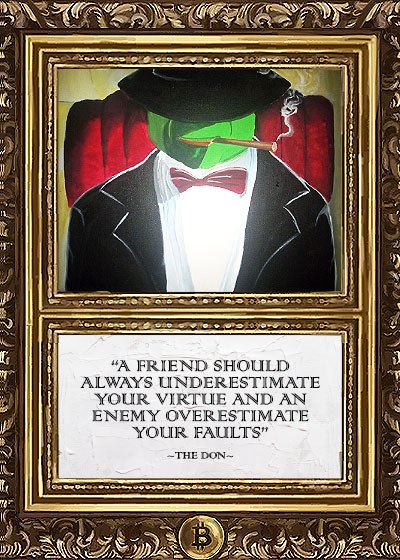 “A FRIEND SHOULD
ALWAYS UNDERESTIMATE
YOUR VIRTUE AND AN
ENEMY OVERESTIMATE
YOUR FAULTS”
~THE DON~
₿